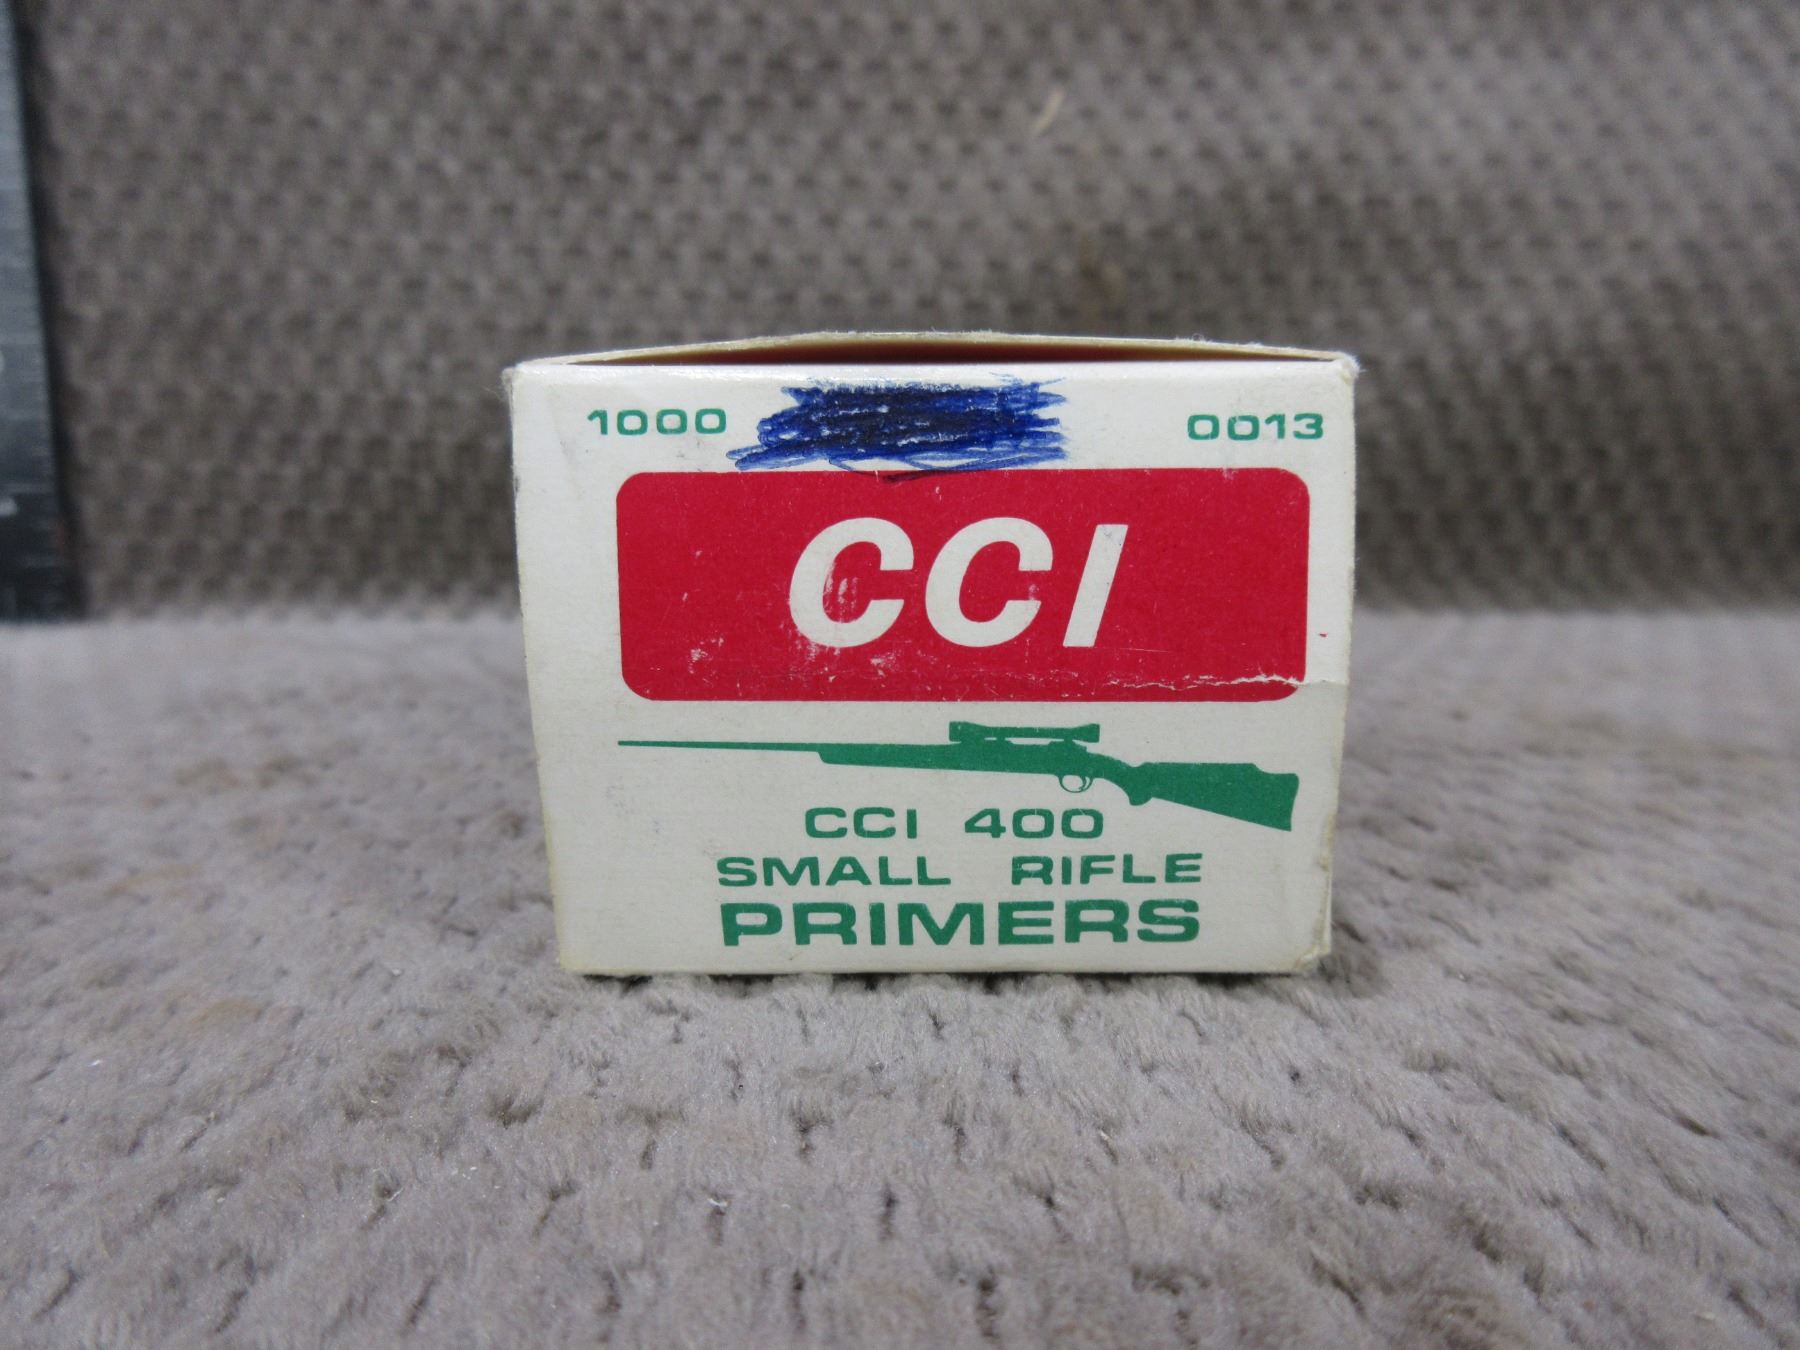 1000 0013
CCI
CCI 400
SMALL RIFLE
PRIMERS